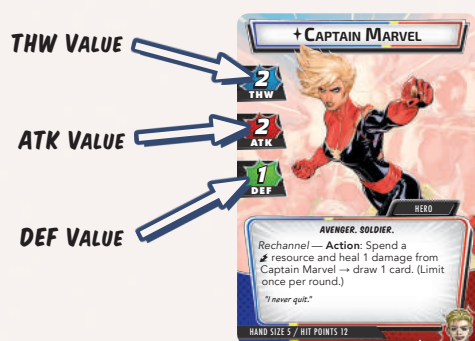 CAPTAIN MARVEL
THW VALUE
2
THW
ATK VALUE
2
ATK
DEF VALUE
1
DEF
HERO
AVENGER. SOLDIER.
Rechannel — Action: Spend a
resource and heal 1 damage from
Captain Marvel → draw 1 card. (Limit
once per round.)
"I never quit."
HAND SIZE 5 / HIT POINTS 12